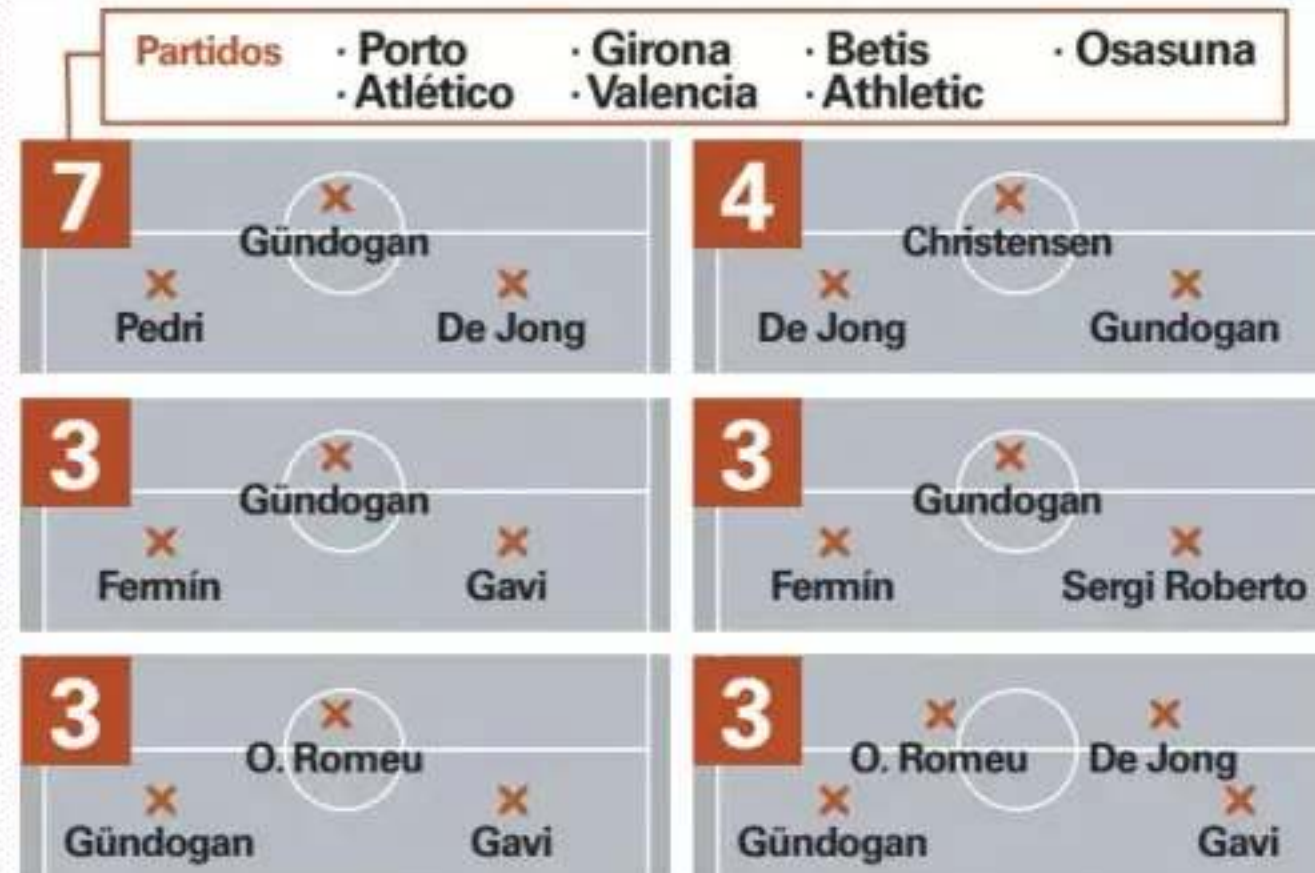 Partidos · Porto · Girona · Betis · Osasuna
· Atlético · Valencia · Athletic
7
Gündogan
Pedri De Jong
4
Christensen
De Jong Gundogan
3
Gündogan
Fermín Gavi
3
Gundogan
Fermín Sergi Roberto
3
O. Romeu
Gündogan Gavi
3
O. Romeu De Jong
Gündogan Gavi